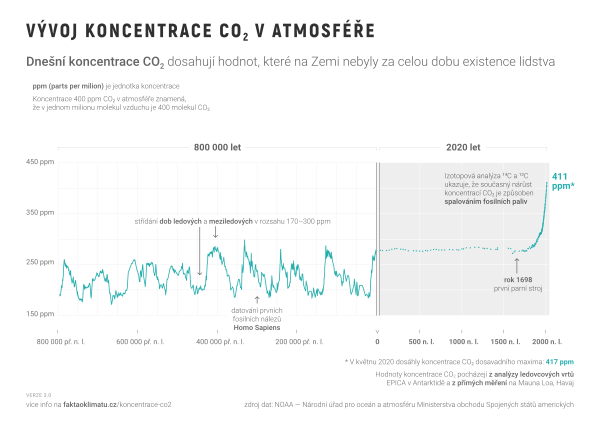 VÝVOJ KONCENTRACE CO₂ V ATMOSFÉŘE
Dnešní koncentrace CO₂ dosahují hodnot, které na Zemi nebyly za celou dobu existence lidstva
ppm (parts per milion) je jednotka koncentrace
Koncentrace 400 ppm CO₂ v atmosféře znamená,
že v jednom milionu molekul vzduchu je 400 molekul CO₂
800 000 let
2020 let
450 ppm
350 ppm
250 ppm
150 ppm
Izotopová analýza ¹⁴C a ¹³C
ukazuje, že současný nárůst
koncentrací CO₂ je způsoben
spalováním fosilních paliv
411
ppm*
střídání dob ledových a meziledových v rozsahu 170–300 ppm
datování prvních
fosilních nálezů
Homo Sapiens
rok 1698
první parní stroj
800 000 př. n. l.
600 000 př. n. l.
400 000 př. n. l.
200 000 př. n. l.
0
500 n. l.
1000 n. l.
1500 n. l.
2000 n. l.
* V květnu 2020 dosáhly koncentrace CO₂ dosavadního maxima: 417 ppm
Hodnoty koncentrace CO₂ pocházejí z analýzy ledovcových vrtů
EPICA v Antarktidě a z přímých měření na Mauna Loa, Havaj
více info na faktaoklimatu.cz/koncentrace-co2
zdroj dat: NOAA — Národní úřad pro oceán a atmosféru Ministerstva obchodu Spojených států amerických